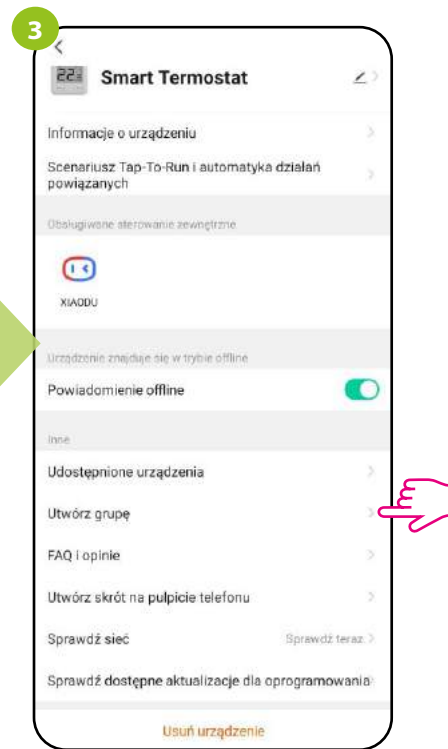 3
22
Smart Termostat
Informacje o urządzeniu
Scenariusz Tap-To-Run i automatyka działań
powiązanych
Obsługiwane sterowanie zewnętrzne
XIAODU
Urządzenie znajduje się w trybie offline
Powiadomienie offline
Inne
Udostępnione urządzenia
Utwórz grupę
FAQ i opinie
Utwórz skrót na pulpicie telefonu
Sprawdź sieć Sprawdź teraz
Sprawdź dostępne aktualizacje dla oprogramowania
Usuń urządzenie